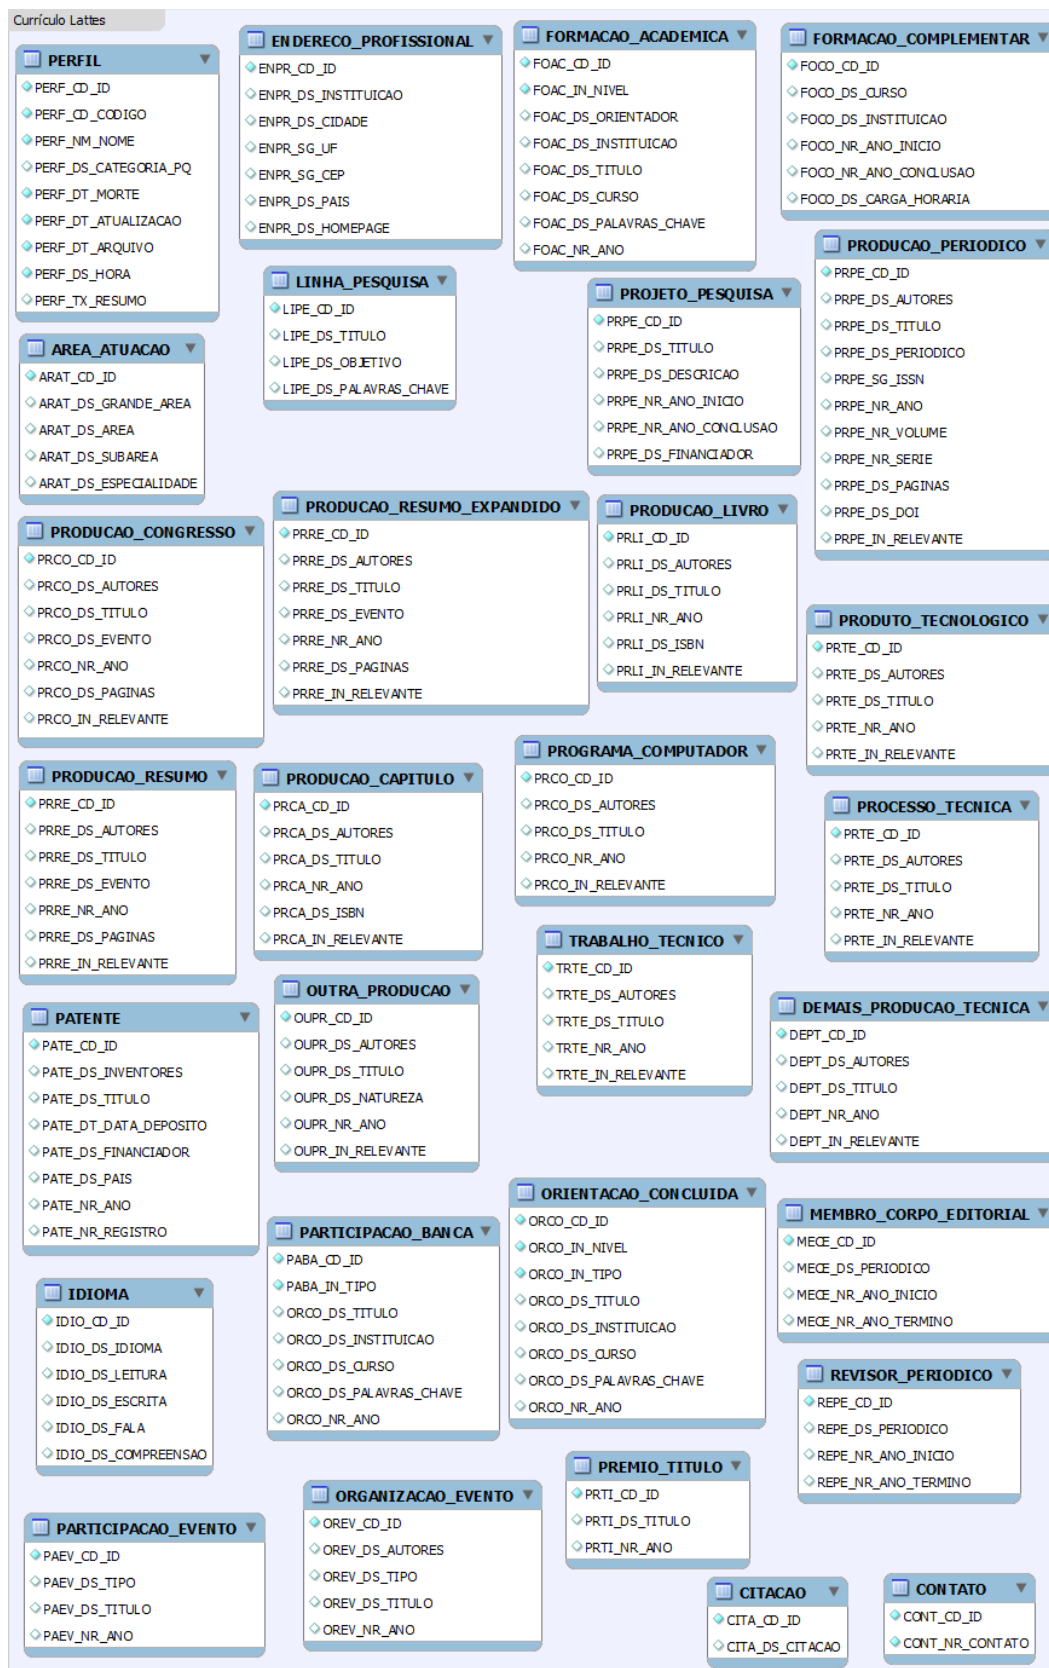 Currículo Lattes
PERFIL
PERF_CD_ID
PERF_CD_CODIGO
PERF_NM_NOME
PERF_DS_CATEGORIA_PQ
PERF_DT_MORTE
PERF_DT_ATUALIZACAO
PERF_DT_ARQUIVO
PERF_DS_HORA
PERF_TX_RESUMO
ENDERECO_PROFISSIONAL
ENPR_CD_ID
ENPR_DS_INSTITUICAO
ENPR_DS_CIDADE
ENPR_SG_UF
ENPR_SG_CEP
ENPR_DS_PAIS
ENPR_DS_HOMEPAGE
FORMACAO_ACADEMICA
FOAC_CD_ID
FOAC_IN_NIVEL
FOAC_DS_ORIENTADOR
FOAC_DS_INSTITUICAO
FOAC_DS_TITULO
FOAC_DS_CURSO
FOAC_DS_PALAVRAS_CHAVE
FOAC_NR_ANO
FORMACAO_COMPLEMENTAR
FOCO_CD_ID
FOCO_DS_CURSO
FOCO_DS_INSTITUICAO
FOCO_NR_ANO_INICIO
FOCO_NR_ANO_CONCLUSAO
FOCO_DS_CARGA_HORARIA
AREA_ATUACAO
ARAT_CD_ID
ARAT_DS_GRANDE_AREA
ARAT_DS_AREA
ARAT_DS_SUBAREA
ARAT_DS_ESPECIALIDADE
LINHA_PESQUISA
LIPE_CD_ID
LIPE_DS_TITULO
LIPE_DS_OBJETIVO
LIPE_DS_PALAVRAS_CHAVE
PROJETO_PESQUISA
PRPE_CD_ID
PRPE_DS_TITULO
PRPE_DS_DESCRICAO
PRPE_NR_ANO_INICIO
PRPE_NR_ANO_CONCLUSAO
PRPE_DS_FINANCIADOR
PRODUCAO_PERIODICO
PRPE_CD_ID
PRPE_DS_AUTORES
PRPE_DS_TITULO
PRPE_DS_PERIODICO
PRPE_SG_ISSN
PRPE_NR_ANO
PRPE_NR_VOLUME
PRPE_NR_SERIE
PRPE_DS_PAGINAS
PRPE_DS_DOI
PRPE_IN_RELEVANTE
PRODUCAO_CONGRESSO
PRCO_CD_ID
PRCO_DS_AUTORES
PRCO_DS_TITULO
PRCO_DS_EVENTO
PRCO_NR_ANO
PRCO_DS_PAGINAS
PRCO_IN_RELEVANTE
PRODUCAO_RESUMO_EXPANDIDO
PRRE_CD_ID
PRRE_DS_AUTORES
PRRE_DS_TITULO
PRRE_DS_EVENTO
PRRE_NR_ANO
PRRE_DS_PAGINAS
PRRE_IN_RELEVANTE
PRODUCAO_LIVRO
PRLI_CD_ID
PRLI_DS_AUTORES
PRLI_DS_TITULO
PRLI_NR_ANO
PRLI_DS_ISBN
PRLI_IN_RELEVANTE
PRODUTO_TECNOLOGICO
PRTE_CD_ID
PRTE_DS_AUTORES
PRTE_DS_TITULO
PRTE_NR_ANO
PRTE_IN_RELEVANTE
PRODUCAO_RESUMO
PRRE_CD_ID
PRRE_DS_AUTORES
PRRE_DS_TITULO
PRRE_DS_EVENTO
PRRE_NR_ANO
PRRE_DS_PAGINAS
PRRE_IN_RELEVANTE
PRODUCAO_CAPITULO
PRCA_CD_ID
PRCA_DS_AUTORES
PRCA_DS_TITULO
PRCA_NR_ANO
PRCA_DS_ISBN
PRCA_IN_RELEVANTE
PROGRAMA_COMPUTADOR
PRCO_CD_ID
PRCO_DS_AUTORES
PRCO_DS_TITULO
PRCO_NR_ANO
PRCO_IN_RELEVANTE
PROCESSO_TECNICA
PRTE_CD_ID
PRTE_DS_AUTORES
PRTE_DS_TITULO
PRTE_NR_ANO
PRTE_IN_RELEVANTE
PATENTE
PATE_CD_ID
PATE_DS_INVENTORES
PATE_DS_TITULO
PATE_DT_DATA_DEPOSITO
PATE_DS_FINANCIADOR
PATE_DS_PAIS
PATE_NR_ANO
PATE_NR_REGISTRO
OUTRA_PRODUCAO
OUPR_CD_ID
OUPR_DS_AUTORES
OUPR_DS_TITULO
OUPR_DS_NATUREZA
OUPR_NR_ANO
OUPR_IN_RELEVANTE
TRABALHO_TECNICO
TRTE_CD_ID
TRTE_DS_AUTORES
TRTE_DS_TITULO
TRTE_NR_ANO
TRTE_IN_RELEVANTE
DEMAIS_PRODUCAO_TECNICA
DEPT_CD_ID
DEPT_DS_AUTORES
DEPT_DS_TITULO
DEPT_NR_ANO
DEPT_IN_RELEVANTE
IDIOMA
IDIO_CD_ID
IDIO_DS_IDIOMA
IDIO_DS_LEITURA
IDIO_DS_ESCRITA
IDIO_DS_FALA
IDIO_DS_COMPREENSAO
PARTICIPACAO_BANCA
PABA_CD_ID
PABA_IN_TIPO
ORCO_DS_TITULO
ORCO_DS_INSTITUICAO
ORCO_DS_CURSO
ORCO_DS_PALAVRAS_CHAVE
ORCO_NR_ANO
ORIENTACAO_CONCLUIDA
ORCO_CD_ID
ORCO_IN_NIVEL
ORCO_IN_TIPO
ORCO_DS_TITULO
ORCO_DS_INSTITUICAO
ORCO_DS_CURSO
ORCO_DS_PALAVRAS_CHAVE
ORCO_NR_ANO
MEMBRO_CORPO_EDITORIAL
MECE_CD_ID
MECE_DS_PERIODICO
MECE_NR_ANO_INICIO
MECE_NR_ANO_TERMINO
REVISOR_PERIODICO
REPE_CD_ID
REPE_DS_PERIODICO
REPE_NR_ANO_INICIO
REPE_NR_ANO_TERMINO
PARTICIPACAO_EVENTO
PAEV_CD_ID
PAEV_DS_TIPO
PAEV_DS_TITULO
PAEV_NR_ANO
ORGANIZACAO_EVENTO
OREV_CD_ID
OREV_DS_AUTORES
OREV_DS_TIPO
OREV_DS_TITULO
OREV_NR_ANO
PREMIO_TITULO
PRTI_CD_ID
PRTI_DS_TITULO
PRTI_NR_ANO
CITACAO
CITA_CD_ID
CITA_DS_CITACAO
CONTATO
CONT_CD_ID
CONT_NR_CONTATO